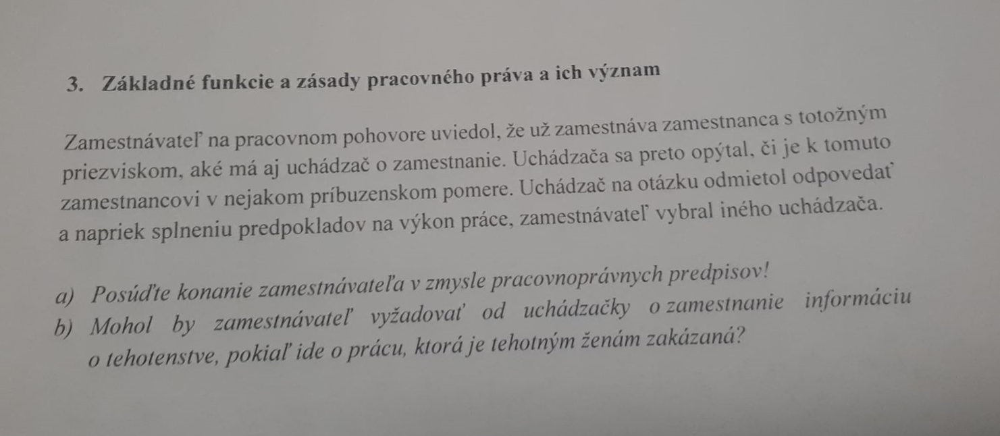 3. Základné funkcie a zásady pracovného práva a ich význam
Zamestnávateľ na pracovnom pohovore uviedol, že už zamestnáva zamestnanca s totožným
priezviskom, aké má aj uchádzač o zamestnanie. Uchádzača sa preto opýtal, či je k tomuto
zamestnancovi v nejakom príbuzenskom pomere. Uchádzač na otázku odmietol odpovedať
a napriek splneniu predpokladov na výkon práce, zamestnávateľ vybral iného uchádzača.
a) Posúďte konanie zamestnávateľa v zmysle pracovnoprávnych predpisov!
b) Mohol by zamestnávateľ vyžadovať od uchádzačky o zamestnanie informáciu
o tehotenstve, pokiaľ ide o prácu, ktorá je tehotným ženám zakázaná?